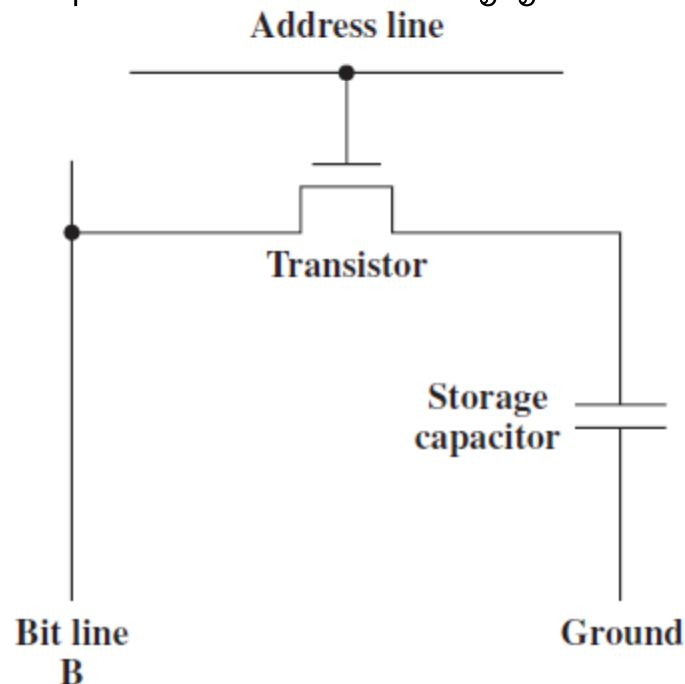 Address line
Transistor
Storage
capacitor
Bit line
B
Ground